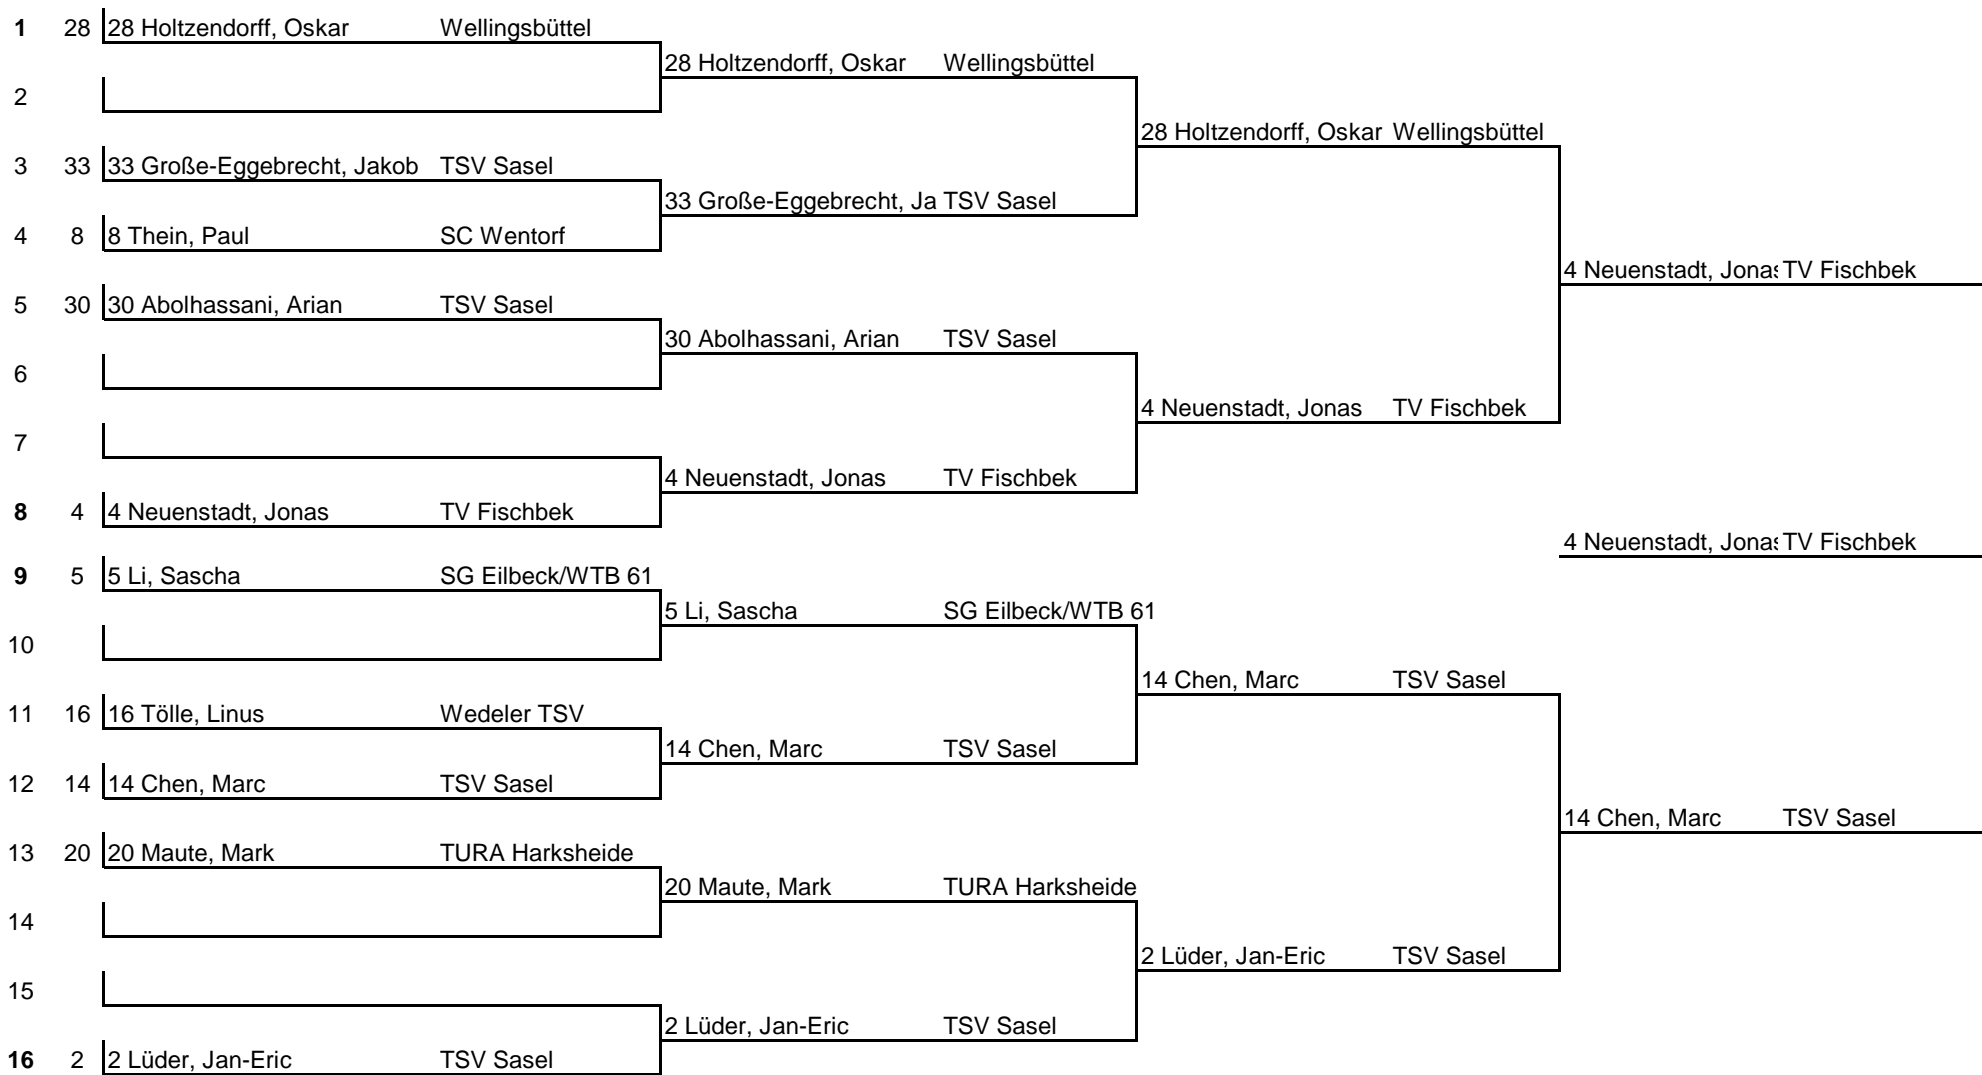 1 28 28 Holtzendorff, Oskar Wellingsbüttel
28 Holtzendorff, Oskar Wellingsbüttel
2
28 Holtzendorff, Oskar Wellingsbüttel
3 33 33 Große-Eggebrecht, Jakob TSV Sasel
33 Große-Eggebrecht, Ja TSV Sasel
4 8 8 Thein, Paul SC Wentorf
4 Neuenstadt, Jonas TV Fischbek
5 30 30 Abolhassani, Arian TSV Sasel
30 Abolhassani, Arian TSV Sasel
6
4 Neuenstadt, Jonas TV Fischbek
7
4 Neuenstadt, Jonas TV Fischbek
8 4 4 Neuenstadt, Jonas TV Fischbek
4 Neuenstadt, Jonas TV Fischbek
9 5 5 Li, Sascha SG Eilbeck/WTB 61
5 Li, Sascha SG Eilbeck/WTB 61
10
14 Chen, Marc TSV Sasel
11 16 16 Tölle, Linus Wedeler TSV
14 Chen, Marc TSV Sasel
12 14 14 Chen, Marc TSV Sasel
14 Chen, Marc TSV Sasel
13 20 20 Maute, Mark TURA Harksheide
20 Maute, Mark TURA Harksheide
14
2 Lüder, Jan-Eric TSV Sasel
15
2 Lüder, Jan-Eric TSV Sasel
16 2 2 Lüder, Jan-Eric TSV Sasel